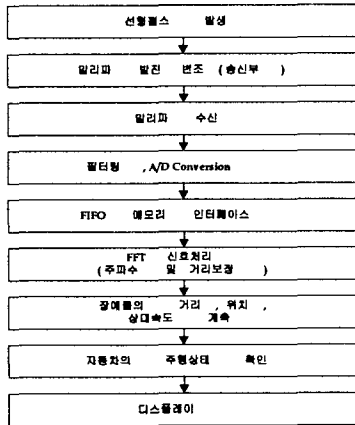 선형펄스 발생
밀리파 발진 변조 (송신부)
밀리파 수신
필터링 , A/D Conversion
FIFO 메모리 인터페이스
FFT 신호처리
(주파수 및 거리보정)
장애물의 거리 , 위치 ,
상대속도 계측
자동차의 주행상태 확인
디스플레이